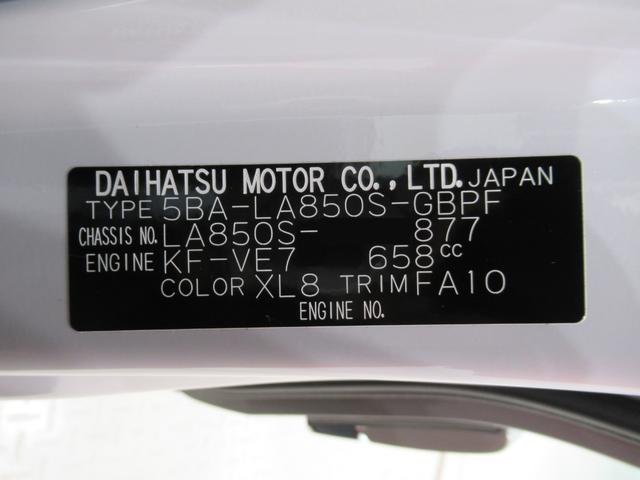 DAIHATSU MOTOR CO., LTD. JAPAN
TYPE 5BA-LA850S-GBPF
CHASSIS NO. LA850S- 877
ENGINE KF-VE7 658cc
COLOR XL8 TRIM FA10
ENGINE NO.